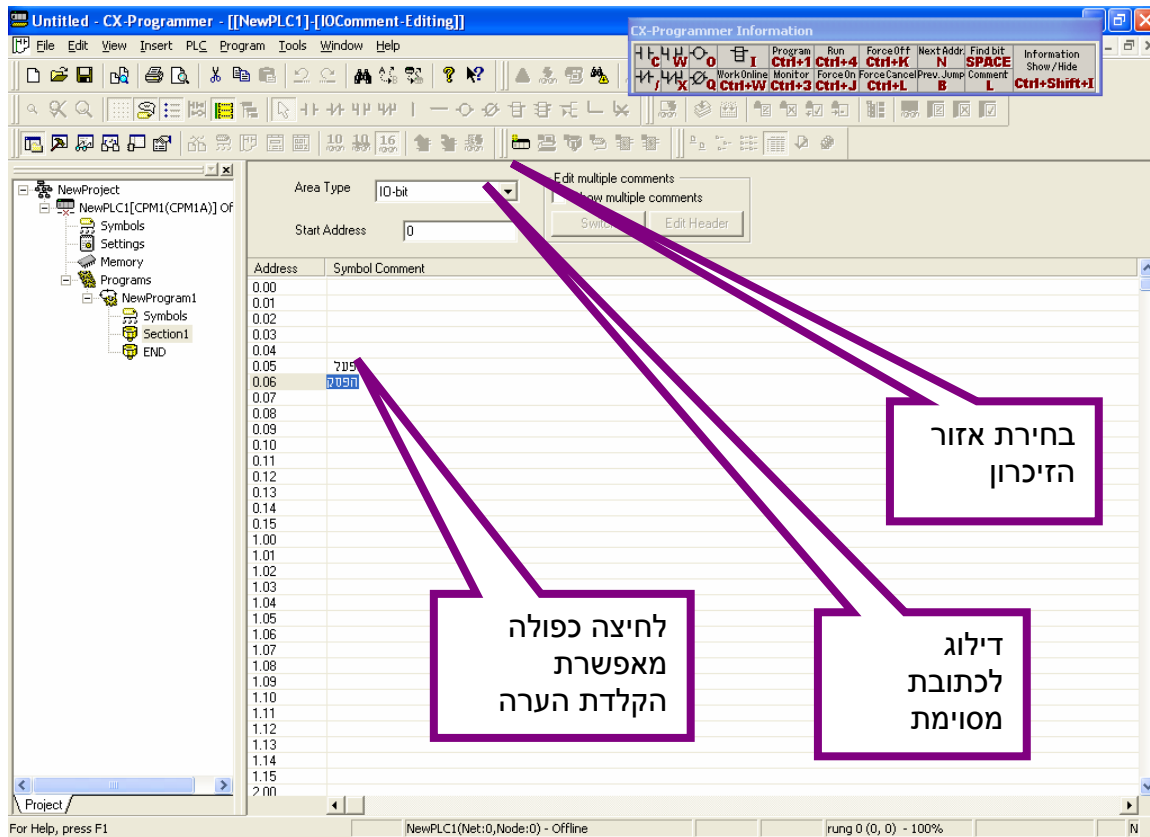 Untitled - CX-Programmer - [[NewPLC1]-[IOComment-Editing]]
File Edit View Insert PLC Program Tools Window Help
CX-Programmer Information
C W O I Program Ctrl+1 Run Ctrl+4 ForceOff Ctrl+K Next Addr. N Find bit SPACE Information Show/Hide Ctrl+Shift+I
/ X Q Work Online Ctrl+W Monitor Ctrl+3 Force On Ctrl+J Force Cancel Ctrl+L Prev. Jump B Comment L
10 16
NewProject
NewPLC1[CPM1(CPM1A)] Of
Symbols
Settings
Memory
Programs
NewProgram1
Symbols
Section1
END
Project
Area Type IO-bit
Start Address 0
Edit multiple comments
multiple comments
Edit Header
Address Symbol Comment
0.00
0.01
0.02
0.03
0.04
0.05 פעל
0.06 הפסק
0.07
0.08
0.09
0.10
0.11
0.12
0.13
0.14
0.15
1.00
1.01
1.02
1.03
1.04
1.05
1.06
1.07
1.08
1.09
1.10
1.11
1.12
1.13
1.14
1.15
2.00
בחירת אזור
הזיכרון
דילוג
לכתובת
מסוימת
לחיצה כפולה
מאפשרת
הקלדת הערה
For Help, press F1
NewPLC1(Net:0,Node:0) - Offline
rung 0 (0, 0) - 100%
N